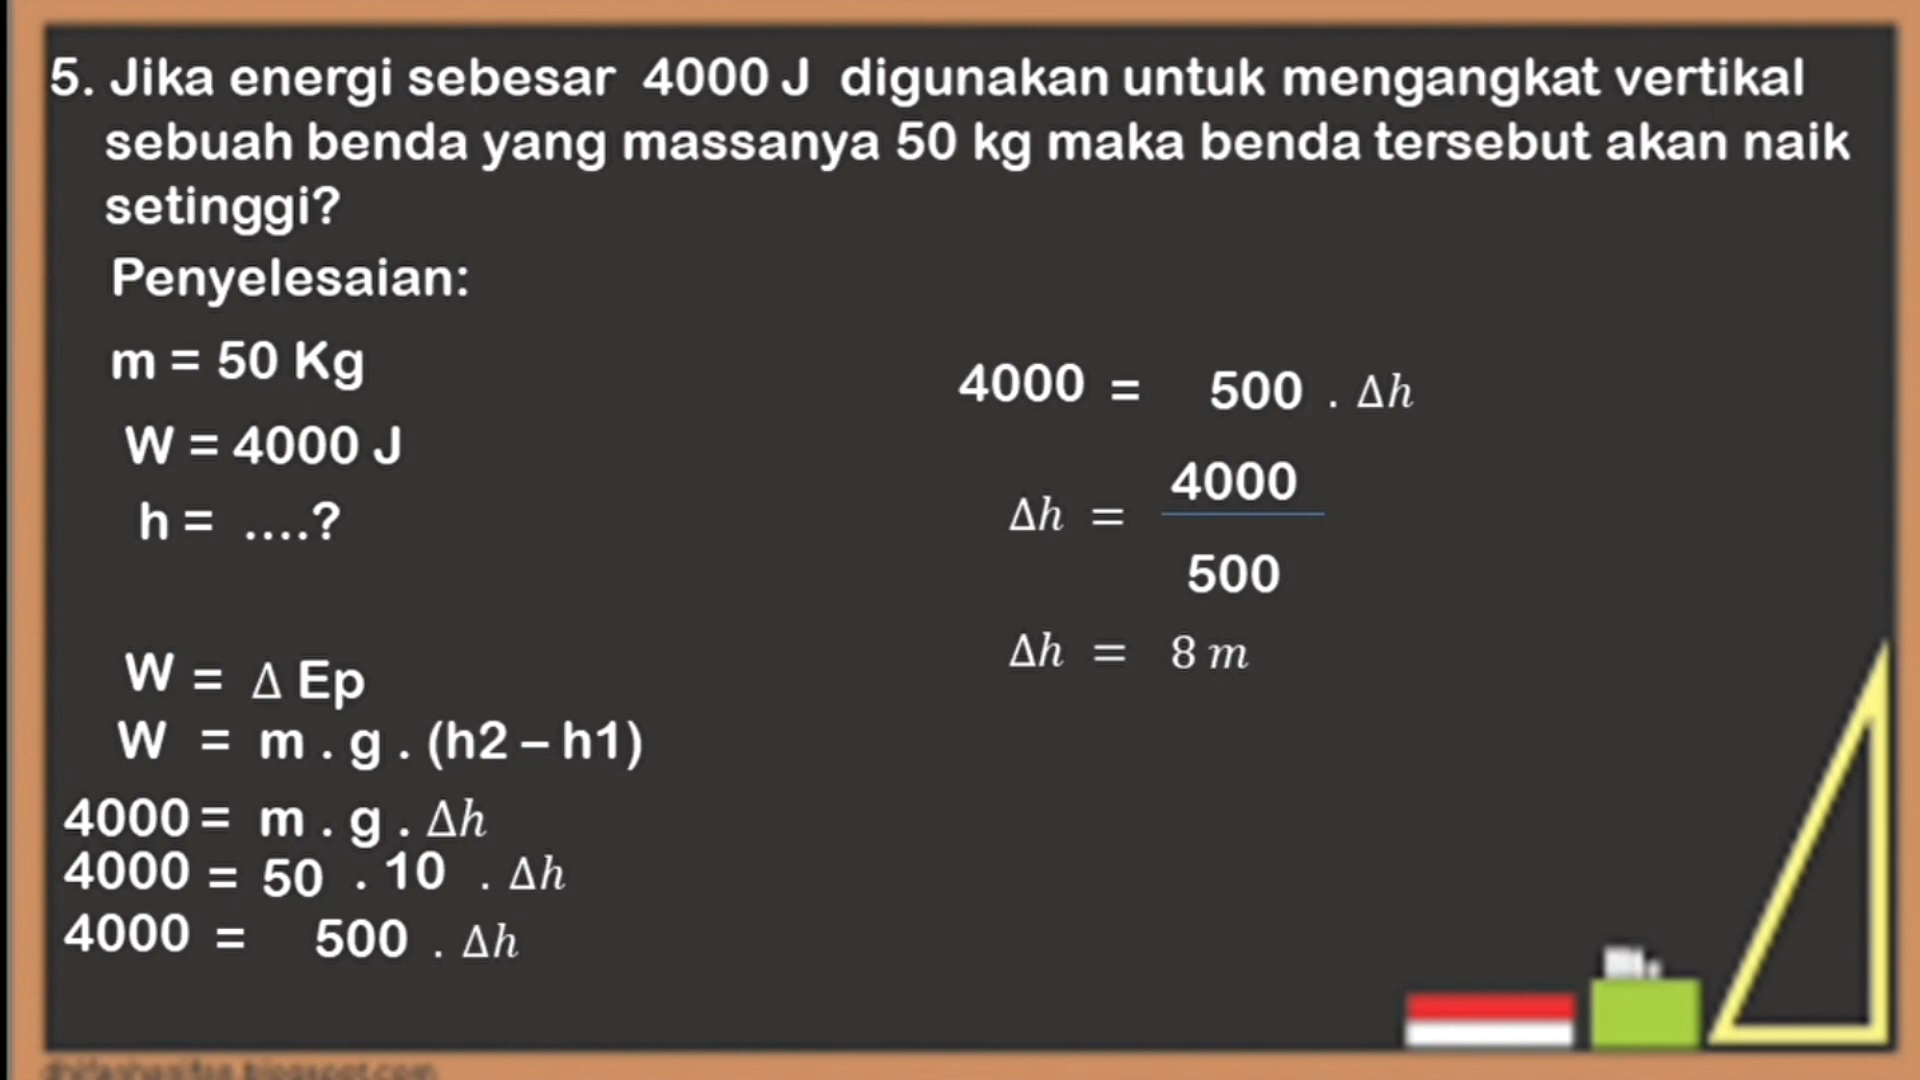 5. Jika energi sebesar 4000 J digunakan untuk mengangkat vertikal
sebuah benda yang massanya 50 kg maka benda tersebut akan naik
setinggi?
Penyelesaian:
m = 50 Kg
W = 4000 J
h = ....?
W = Δ Ep
W = m . g . (h2 – h1)
4000 = m . g . Δh
4000 = 50 . 10 . Δh
4000 = 500 . Δh
4000 = 500 . Δh
Δh = 4000
500
Δh = 8 m